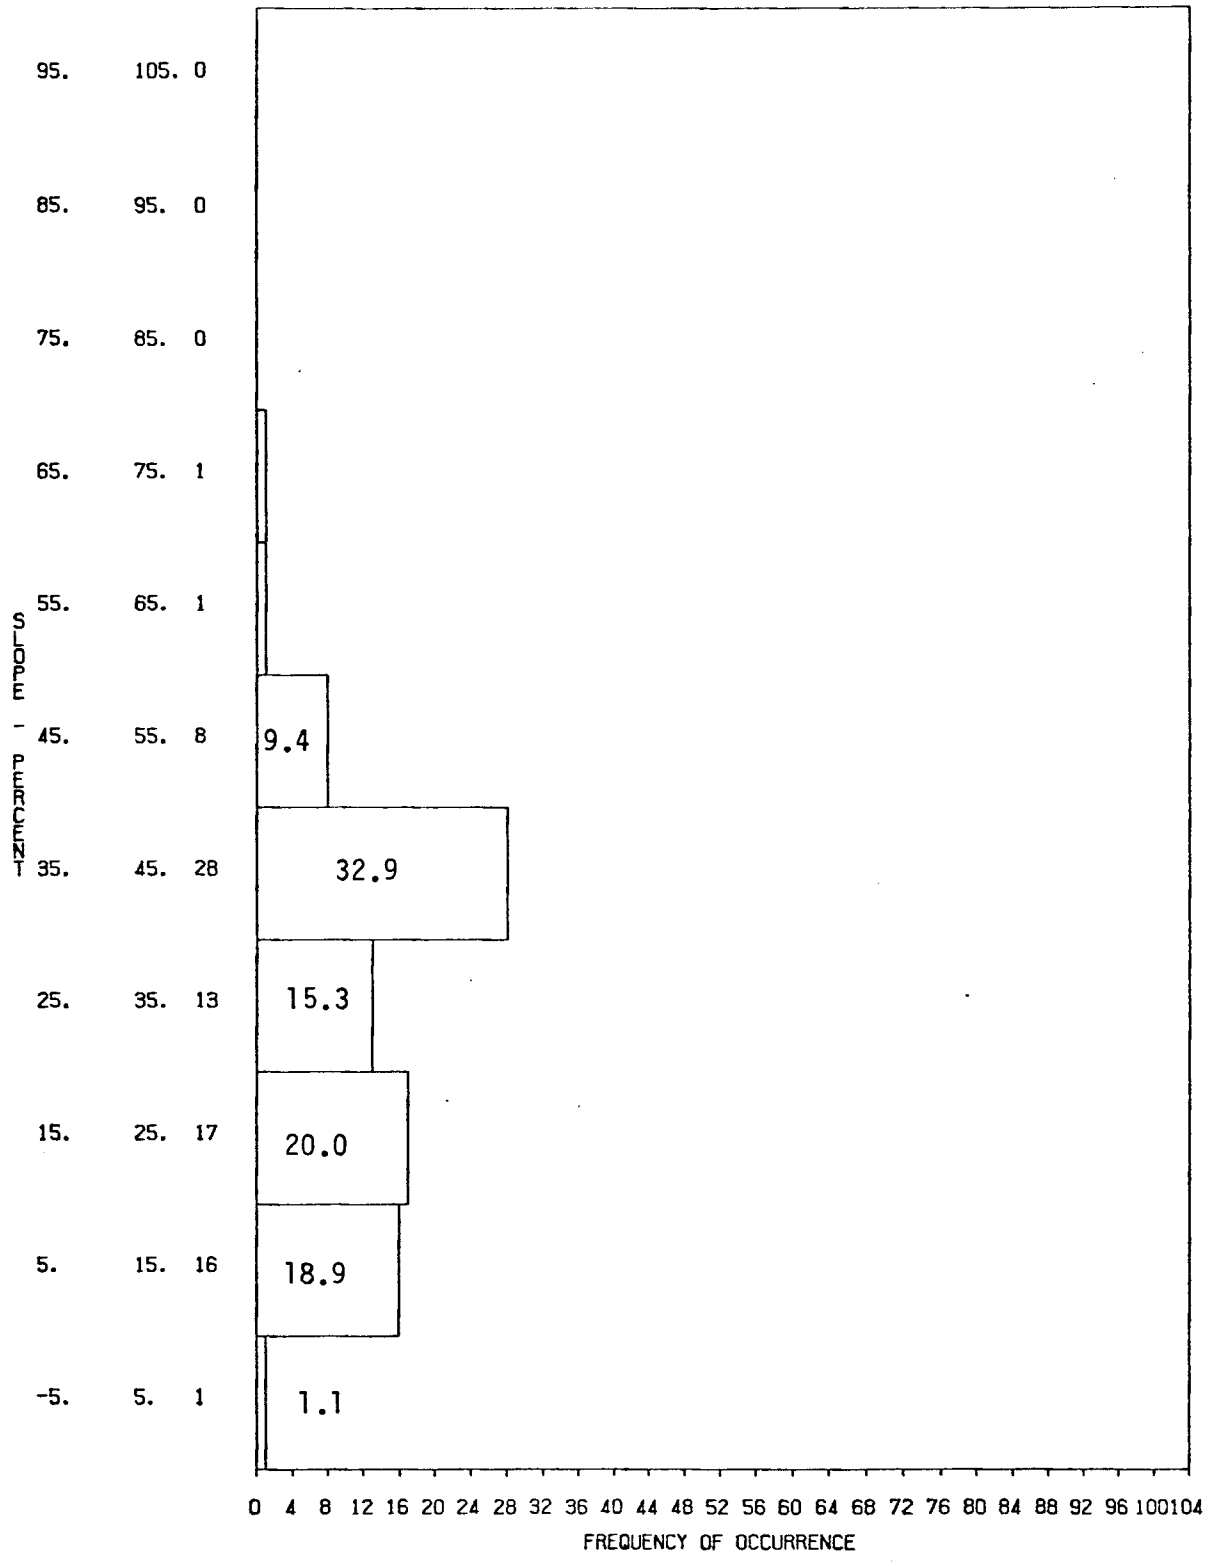 95. 105. 0
85. 95. 0
75. 85. 0
65. 75. 1
55. 65. 1
SLOPE - PERCENT
45. 55. 8 9.4
35. 45. 28 32.9
25. 35. 13 15.3
15. 25. 17 20.0
5. 15. 16 18.9
-5. 5. 1 1.1
0 4 8 12 16 20 24 28 32 36 40 44 48 52 56 60 64 68 72 76 80 84 88 92 96 100 104
FREQUENCY OF OCCURRENCE